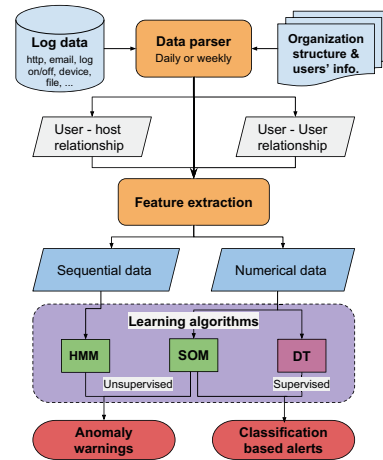 Log data
http, email, log
on/off, device,
file, ...
Data parser
Daily or weekly
Organization
structure &
users' info.
User - host
relationship
User - User
relationship
Feature extraction
Sequential data
Numerical data
Learning algorithms
HMM
SOM
DT
Unsupervised
Supervised
Anomaly
warnings
Classification
based alerts